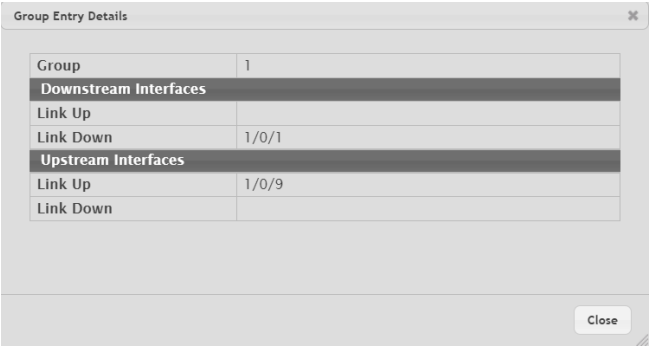 Group Entry Details
Group 1
Downstream Interfaces
Link Up
Link Down 1/0/1
Upstream Interfaces
Link Up 1/0/9
Link Down
Close